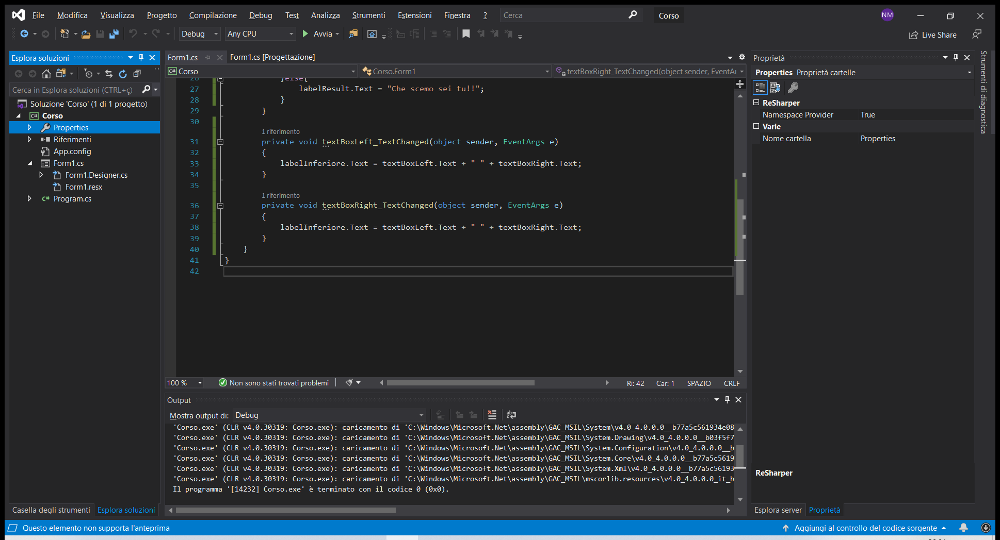 File Modifica Visualizza Progetto Compilazione Debug Test Analizza Strumenti Estensioni Finestra ? Cerca Corso NM
Debug Any CPU Avvia Live Share
Esplora soluzioni
Cerca in Esplora soluzioni (CTRL+ç)
Soluzione 'Corso' (1 di 1 progetto)
C# Corso
Properties
Riferimenti
App.config
Form1.cs
Form1.Designer.cs
Form1.resx
C# Program.cs
Casella degli strumenti Esplora soluzioni
Form1.cs Form1.cs [Progettazione]
C# Corso Corso.Form1 textBoxRight_TextChanged(object sender, EventAr
26 }else{
27 labelResult.Text = "Che scemo sei tu!!";
28 }
29 }
30
1 riferimento
31 private void textBoxLeft_TextChanged(object sender, EventArgs e)
32 {
33 labelInferiore.Text = textBoxLeft.Text + " " + textBoxRight.Text;
34 }
35
1 riferimento
36 private void textBoxRight_TextChanged(object sender, EventArgs e)
37 {
38 labelInferiore.Text = textBoxLeft.Text + " " + textBoxRight.Text;
39 }
40 }
41 }
42
100 % Non sono stati trovati problemi Ri: 42 Car: 1 SPAZIO CRLF
Output
Mostra output di: Debug
'Corso.exe' (CLR v4.0.30319: Corso.exe): caricamento di 'C:\Windows\Microsoft.Net\assembly\GAC_MSIL\System\v4.0_4.0.0.0__b77a5c561934e08
'Corso.exe' (CLR v4.0.30319: Corso.exe): caricamento di 'C:\Windows\Microsoft.Net\assembly\GAC_MSIL\System.Drawing\v4.0_4.0.0.0__b03f5f7
'Corso.exe' (CLR v4.0.30319: Corso.exe): caricamento di 'C:\Windows\Microsoft.Net\assembly\GAC_MSIL\System.Configuration\v4.0_4.0.0.0__b
'Corso.exe' (CLR v4.0.30319: Corso.exe): caricamento di 'C:\Windows\Microsoft.Net\assembly\GAC_MSIL\System.Core\v4.0_4.0.0.0__b77a5c5619
'Corso.exe' (CLR v4.0.30319: Corso.exe): caricamento di 'C:\Windows\Microsoft.Net\assembly\GAC_MSIL\System.Xml\v4.0_4.0.0.0__b77a5c56193
'Corso.exe' (CLR v4.0.30319: Corso.exe): caricamento di 'C:\Windows\Microsoft.Net\assembly\GAC_MSIL\mscorlib.resources\v4.0_4.0.0.0_it_b
Il programma '[14232] Corso.exe' è terminato con il codice 0 (0x0).
Proprietà
Properties Proprietà cartelle
ReSharper
Namespace Provider True
Varie
Nome cartella Properties
ReSharper
Esplora server Proprietà
Strumenti di diagnostica
Questo elemento non supporta l'anteprima Aggiungi al controllo del codice sorgente